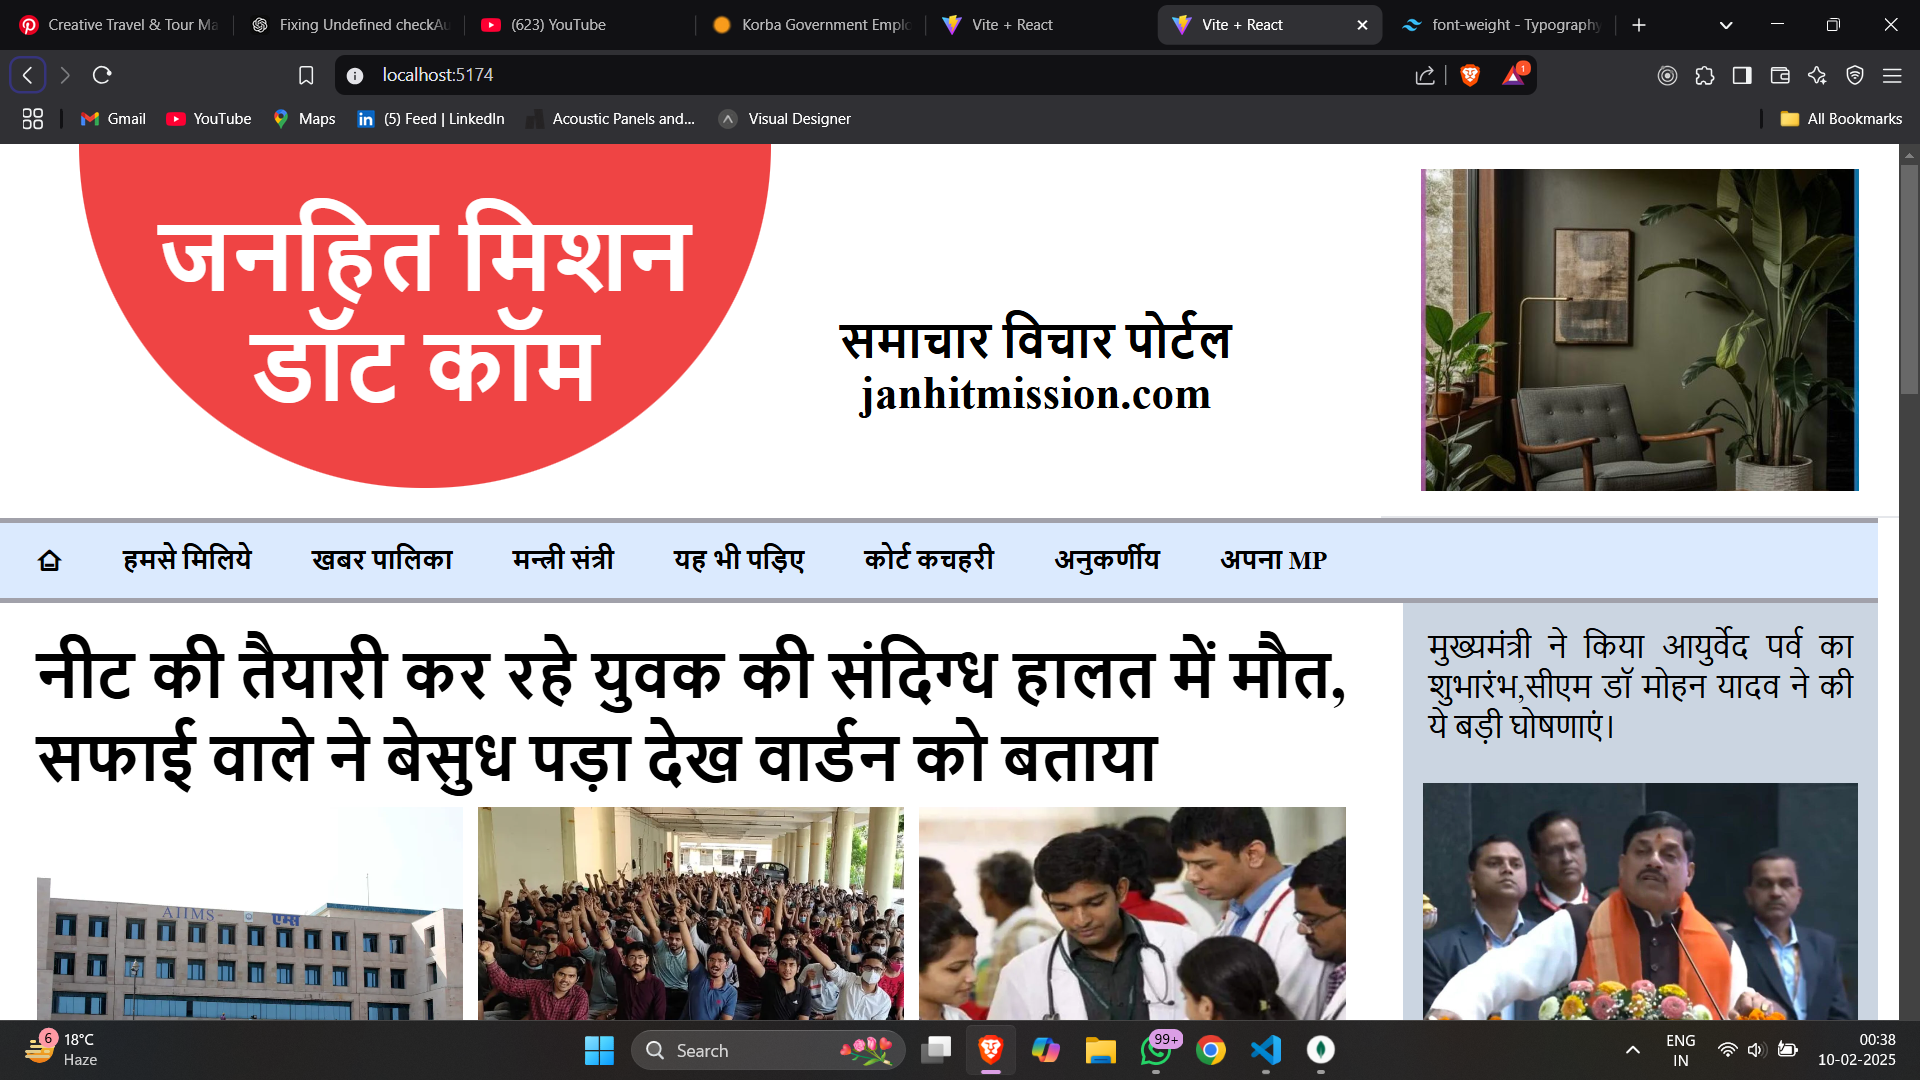 Creative Travel & Tour Ma
Fixing Undefined checkAu
(623) YouTube
Korba Government Emplo
Vite + React
Vite + React
font-weight - Typography
localhost:5174
1
Gmail
YouTube
Maps
(5) Feed | LinkedIn
Acoustic Panels and...
Visual Designer
All Bookmarks
जनहित मिशन
डॉट कॉम
समाचार विचार पोर्टल
janhitmission.com
हमसे मिलिये
खबर पालिका
मन्त्री संत्री
यह भी पड़िए
कोर्ट कचहरी
अनुकर्णीय
अपना MP
नीट की तैयारी कर रहे युवक की संदिग्ध हालत में मौत,
सफाई वाले ने बेसुध पड़ा देख वार्डन को बताया
मुख्यमंत्री ने किया आयुर्वेद पर्व का
शुभारंभ,सीएम डॉ मोहन यादव ने की
ये बड़ी घोषणाएं।
AIIMS एम्स
6
18°C
Haze
Search
99+
ENG
IN
00:38
10-02-2025